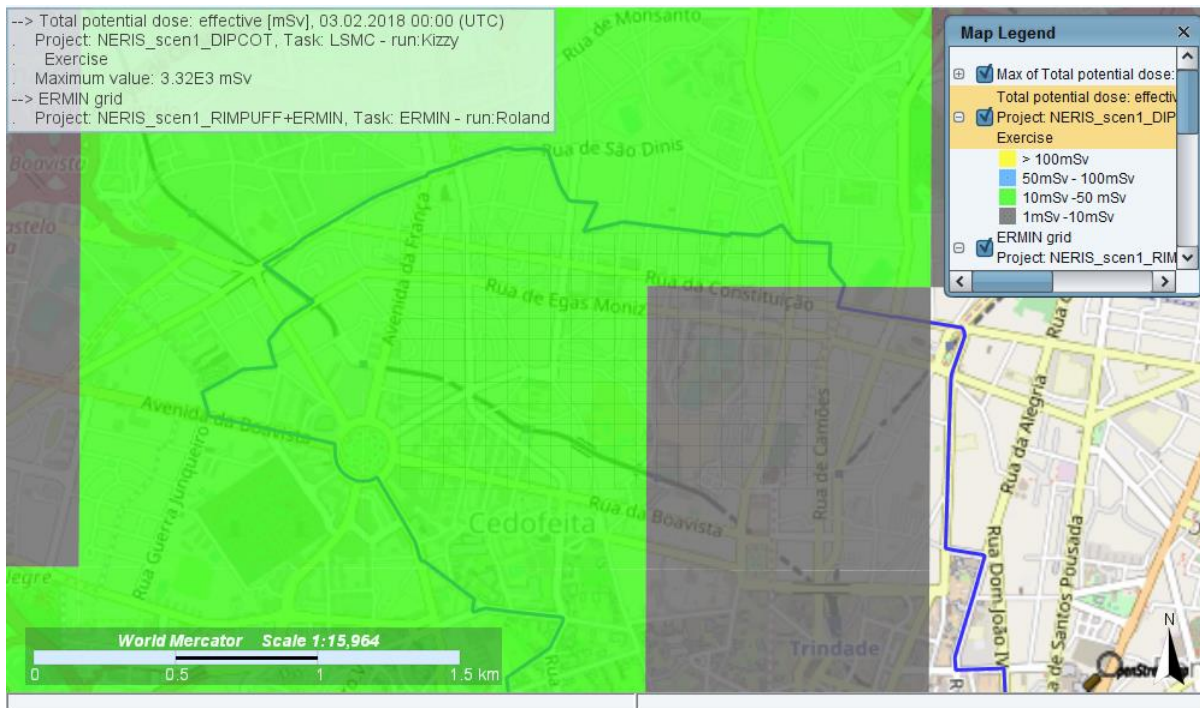 --> Total potential dose: effective [mSv], 03.02.2018 00:00 (UTC)
. Project: NERIS_scen1_DIPCOT, Task: LSMC - run:Kizzy
. Exercise
. Maximum value: 3.32E3 mSv
--> ERMIN grid
. Project: NERIS_scen1_RIMPUFF+ERMIN, Task: ERMIN - run:Roland
Map Legend
Max of Total potential dose:
Total potential dose: effectiv
Project: NERIS_scen1_DIP
Exercise
> 100mSv
50mSv - 100mSv
10mSv -50 mSv
1mSv -10mSv
ERMIN grid
Project: NERIS_scen1_RIM
Rua de Monsanto
Boavista
Rua de São Dinis
astelo
Avenida da França
Rua da Constituição
Rua de Egas Moniz
Avenida da Boavista
Rua de Camões
Rua da Alegria
Rua Guerra Junqueiro
Rua da Boavista
Cedofeita
Rua Dom João IV
a de Santos Pousada
legre
Trindade
World Mercator Scale 1:15,964
0 0.5 1 1.5 km
N